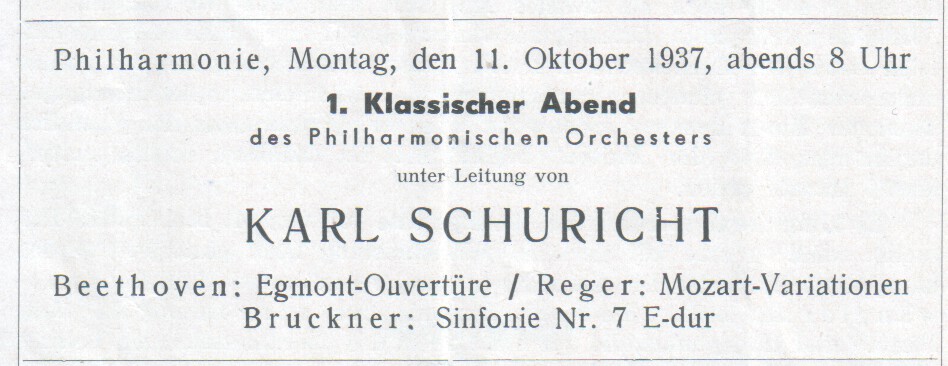 Philharmonie, Montag, den 11. Oktober 1937, abends 8 Uhr
1. Klassischer Abend
des Philharmonischen Orchesters
unter Leitung von
KARL SCHURICHT
Beethoven: Egmont-Ouvertüre / Reger: Mozart-Variationen
Bruckner: Sinfonie Nr. 7 E-dur